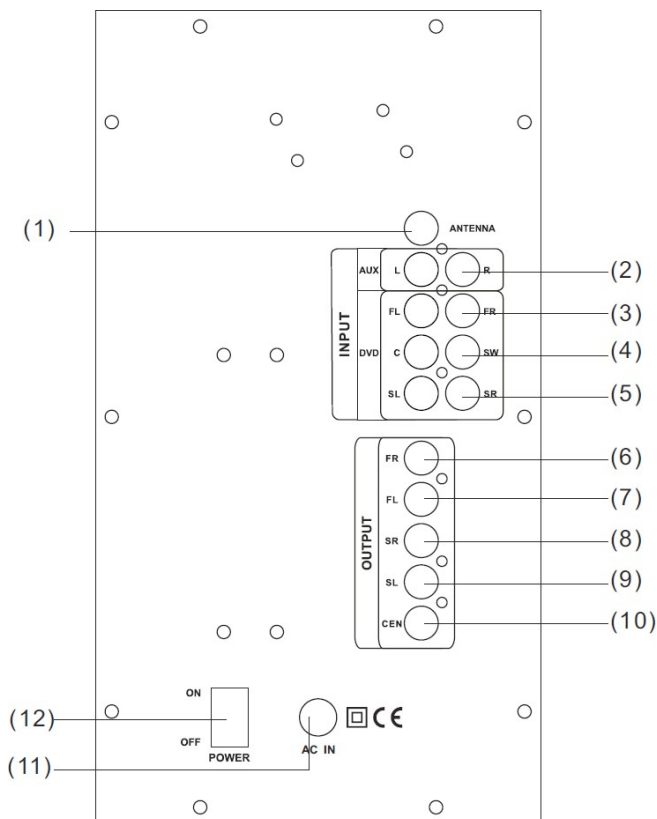 (1) ANTENNA
AUX L R (2)
FL FR (3)
INPUT
DVD C SW (4)
SL SR (5)
FR (6)
FL (7)
OUTPUT
SR (8)
SL (9)
CEN (10)
ON
(12)
OFF
POWER
CE
(11) AC IN